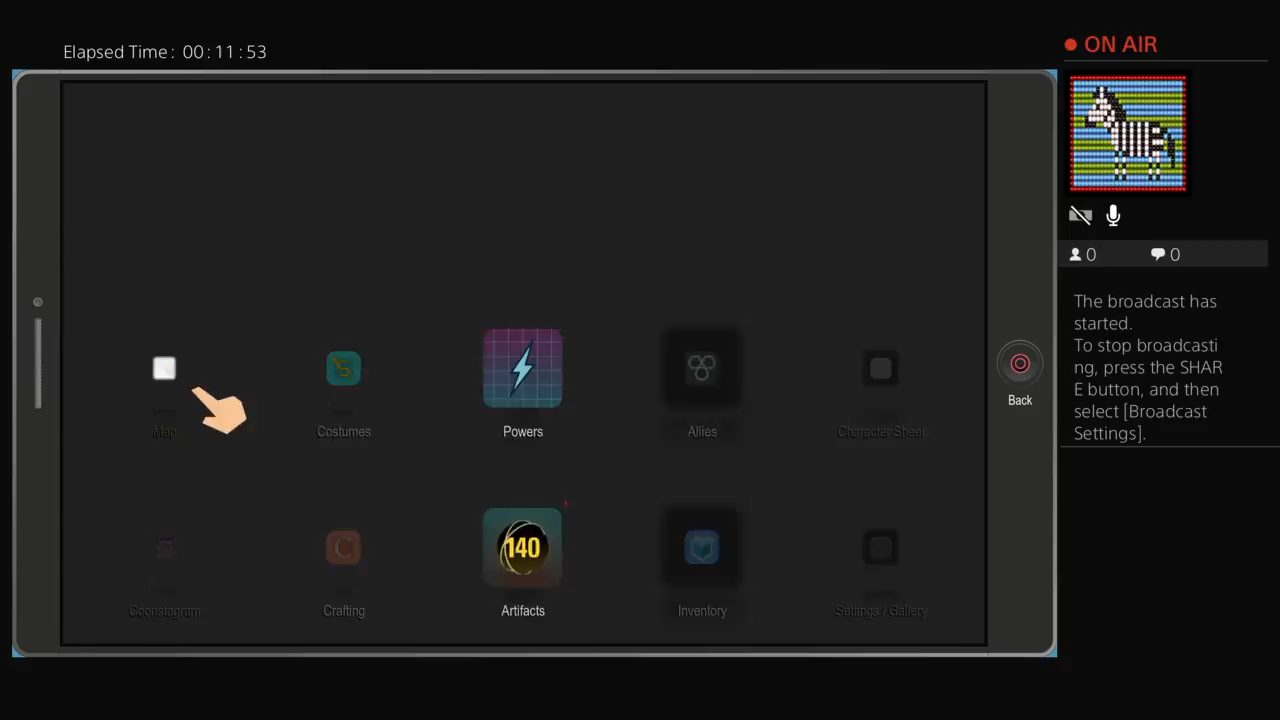 Elapsed Time: 00:11:53
ON AIR
0
0
The broadcast has
started.
To stop broadcasti
ng, press the SHAR
E button, and then
select [Broadcast
Settings].
Back
Map
Costumes
Powers
Allies
Character Sheet
140
C
Coonstagram
Crafting
Artifacts
Inventory
Settings / Gallery